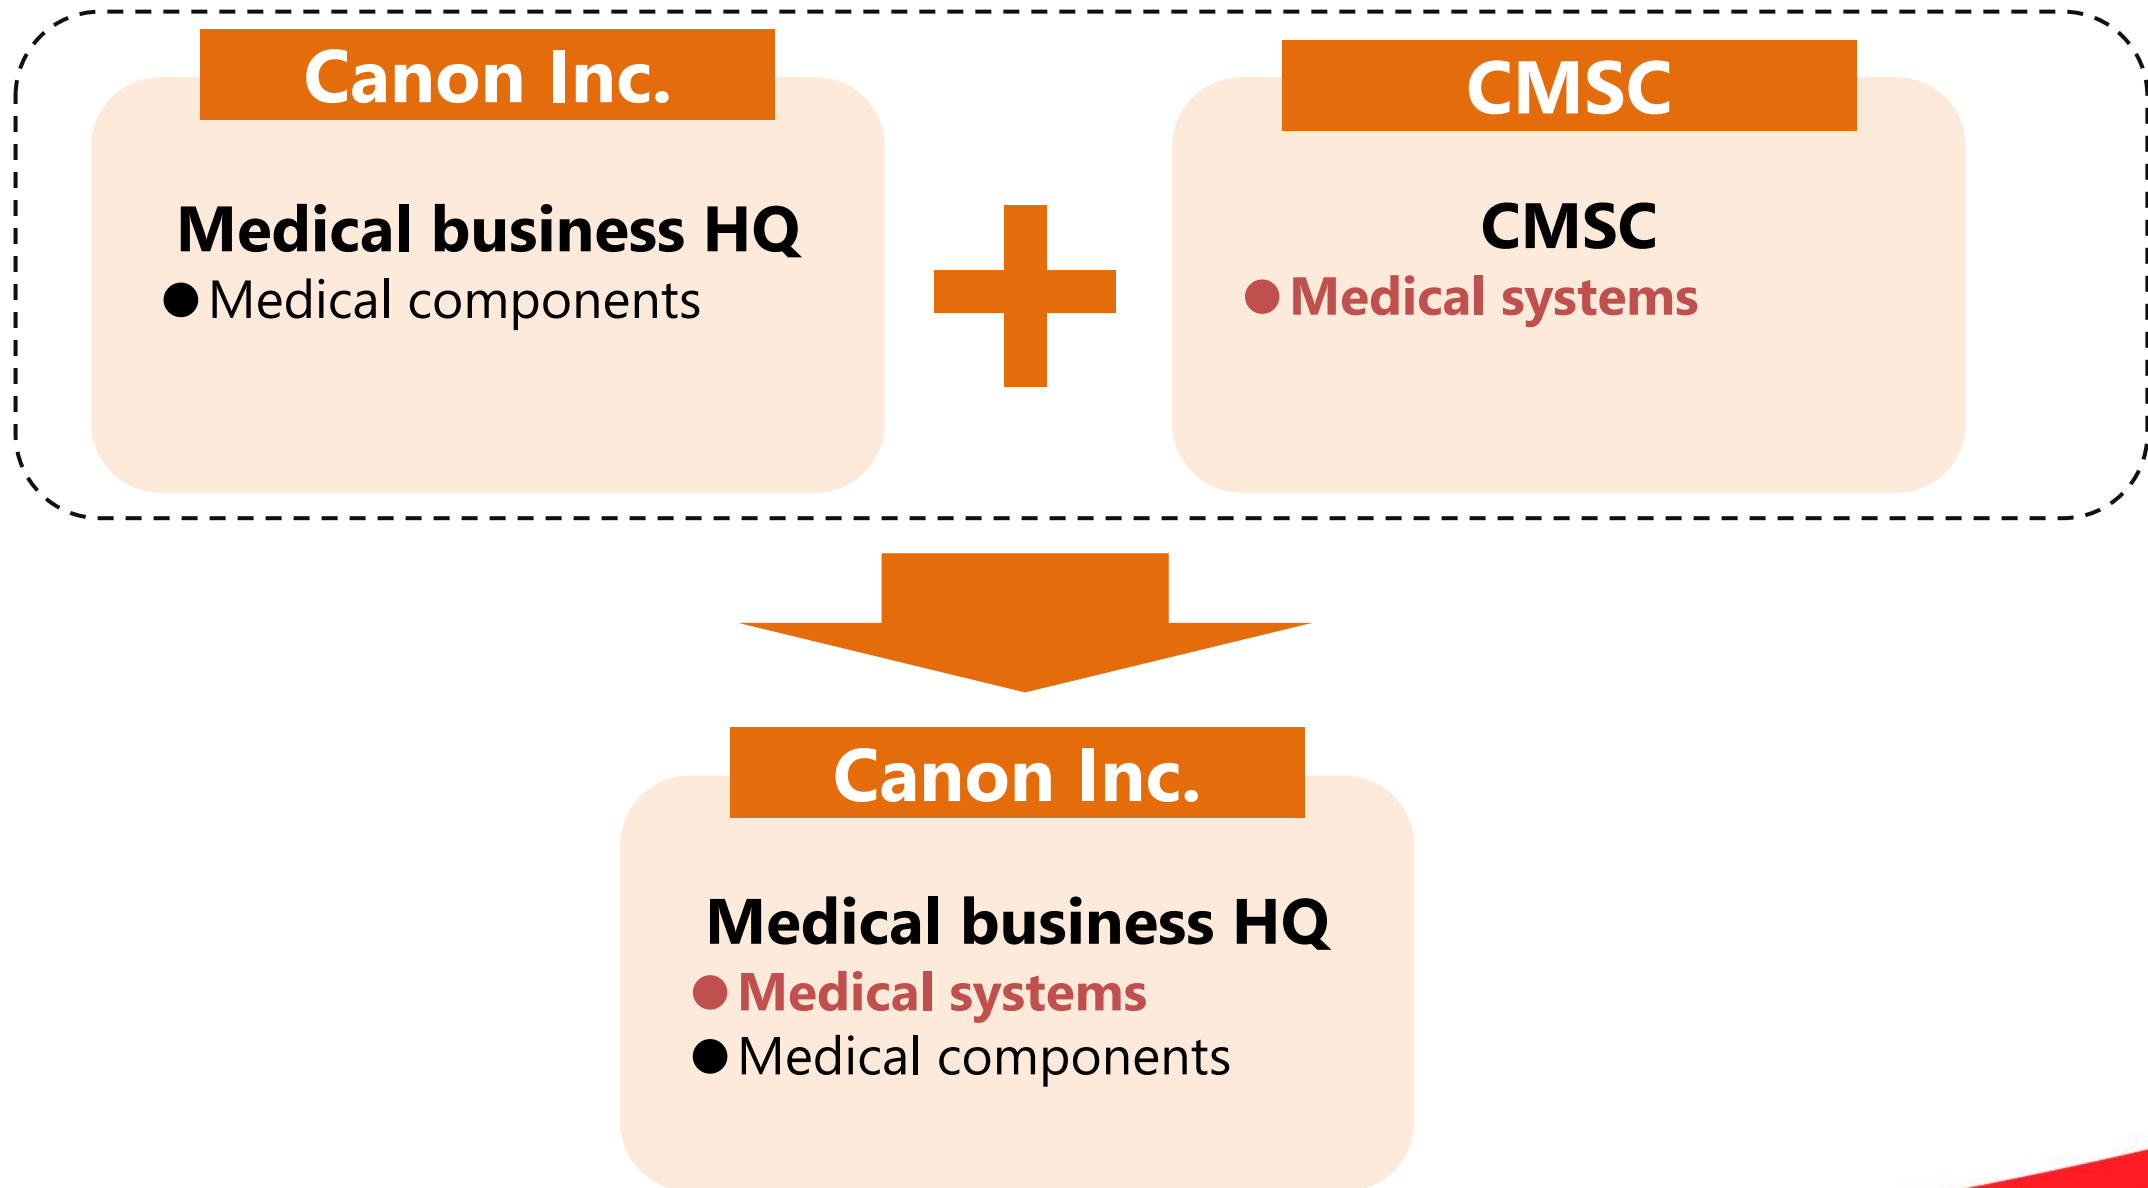 Canon Inc.
Medical business HQ
●Medical components
CMSC
CMSC
●Medical systems
Canon Inc.
Medical business HQ
●Medical systems
●Medical components